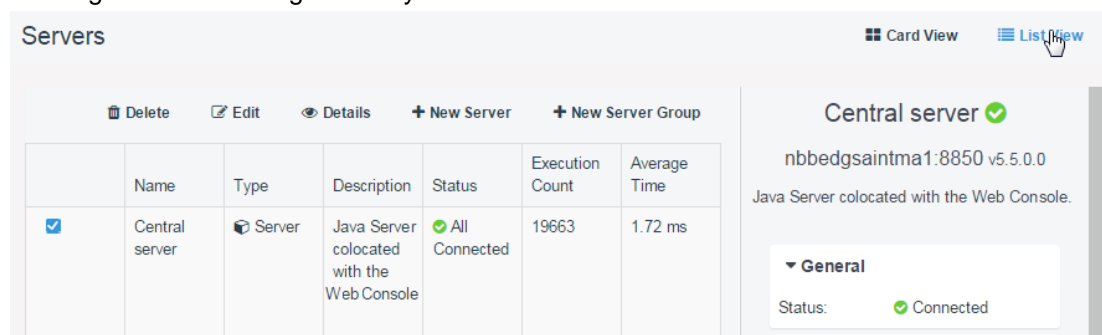 Servers
Card View
List View
Delete
Edit
Details
+ New Server
+ New Server Group
Name
Type
Description
Status
Execution
Count
Average
Time
Central
server
Server
Java Server
colocated
with the
Web Console
All
Connected
19663
1.72 ms
Central server
nbbedgsaintma1:8850 v5.5.0.0
Java Server colocated with the Web Console.
General
Status: Connected